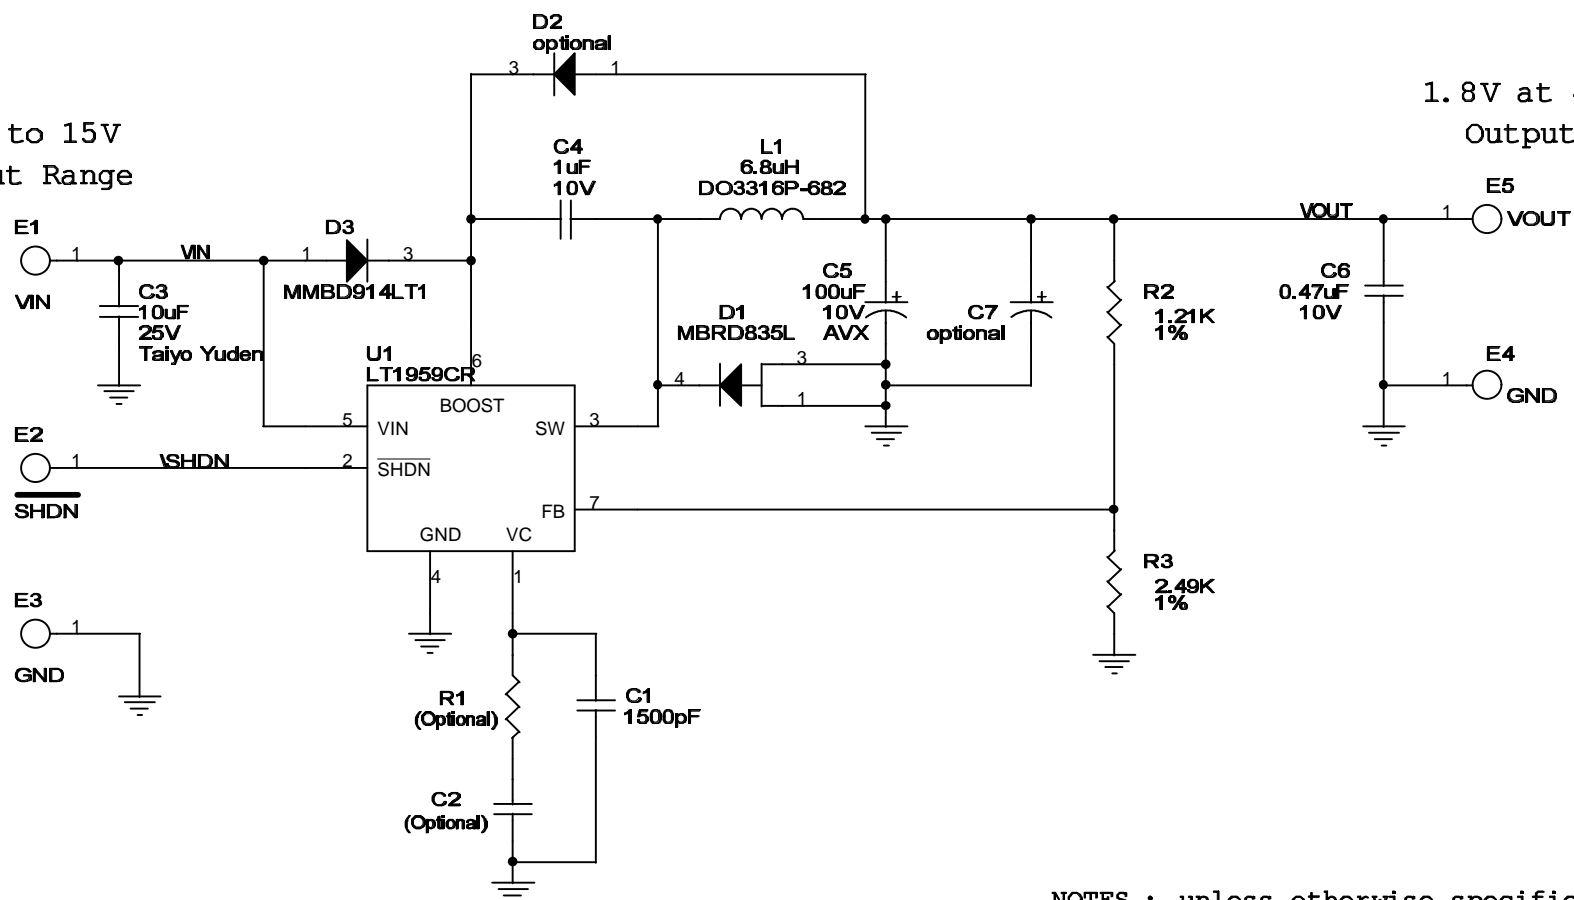 D2
optional
3
1
1.8V at
Output
to 15V
Range
C4
1uF
10V
L1
6.8uH
DO3316P-682
E5
1
VOUT
VOUT
E1
1
VIN
VIN
D3
1
3
MMBD914LT1
C3
10uF
25V
Taiyo Yuden
C5
100uF
10V
AVX
+
C7
optional
+
R2
1.21K
1%
C6
0.47uF
10V
D1
MBRD835L
4
3
1
E4
1
GND
U1
LT1959CR
6
BOOST
5
VIN
SW
3
E2
1
\SHDN
2
SHDN
SHDN
FB
7
GND
VC
4
1
R3
2.49K
1%
E3
1
GND
R1
(Optional)
C1
1500pF
C2
(Optional)
NOTES : unless otherwise